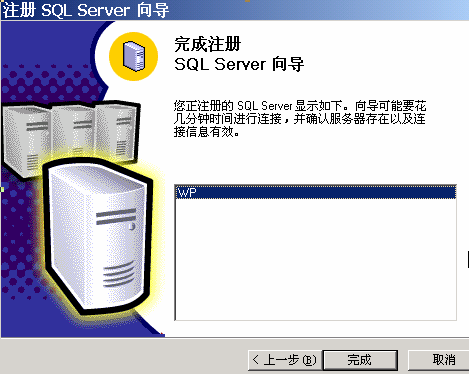 注册 SQL Server 向导
完成注册
SQL Server 向导
您正注册的 SQL Server 显示如下。向导可能要花
几分钟时间进行连接，并确认服务器存在以及连
接信息有效。
WP
< 上一步(B) 完成 取消